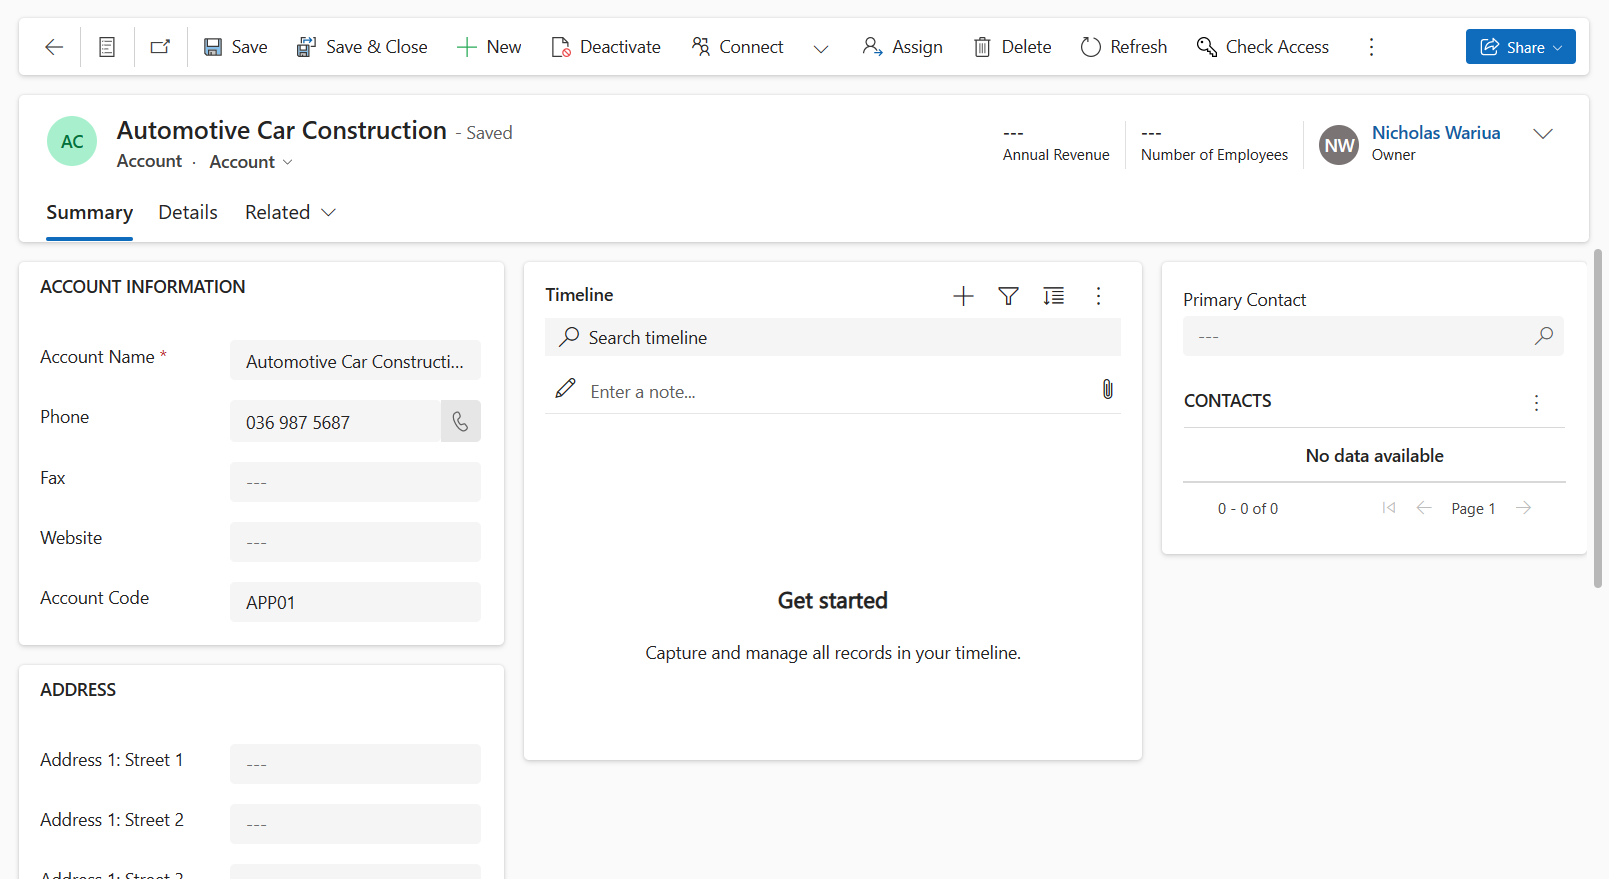 Save
Save & Close
New
Deactivate
Connect
Assign
Delete
Refresh
Check Access
Share
AC
Automotive Car Construction - Saved
Account · Account
---
Annual Revenue
---
Number of Employees
NW
Nicholas Wariua
Owner
Summary
Details
Related
ACCOUNT INFORMATION
Account Name *
Automotive Car Constructi...
Phone
036 987 5687
Fax
---
Website
---
Account Code
APP01
ADDRESS
Address 1: Street 1
---
Address 1: Street 2
---
Address 1: Street 3
Timeline
Search timeline
Enter a note...
Get started
Capture and manage all records in your timeline.
Primary Contact
---
CONTACTS
No data available
0 - 0 of 0
Page 1